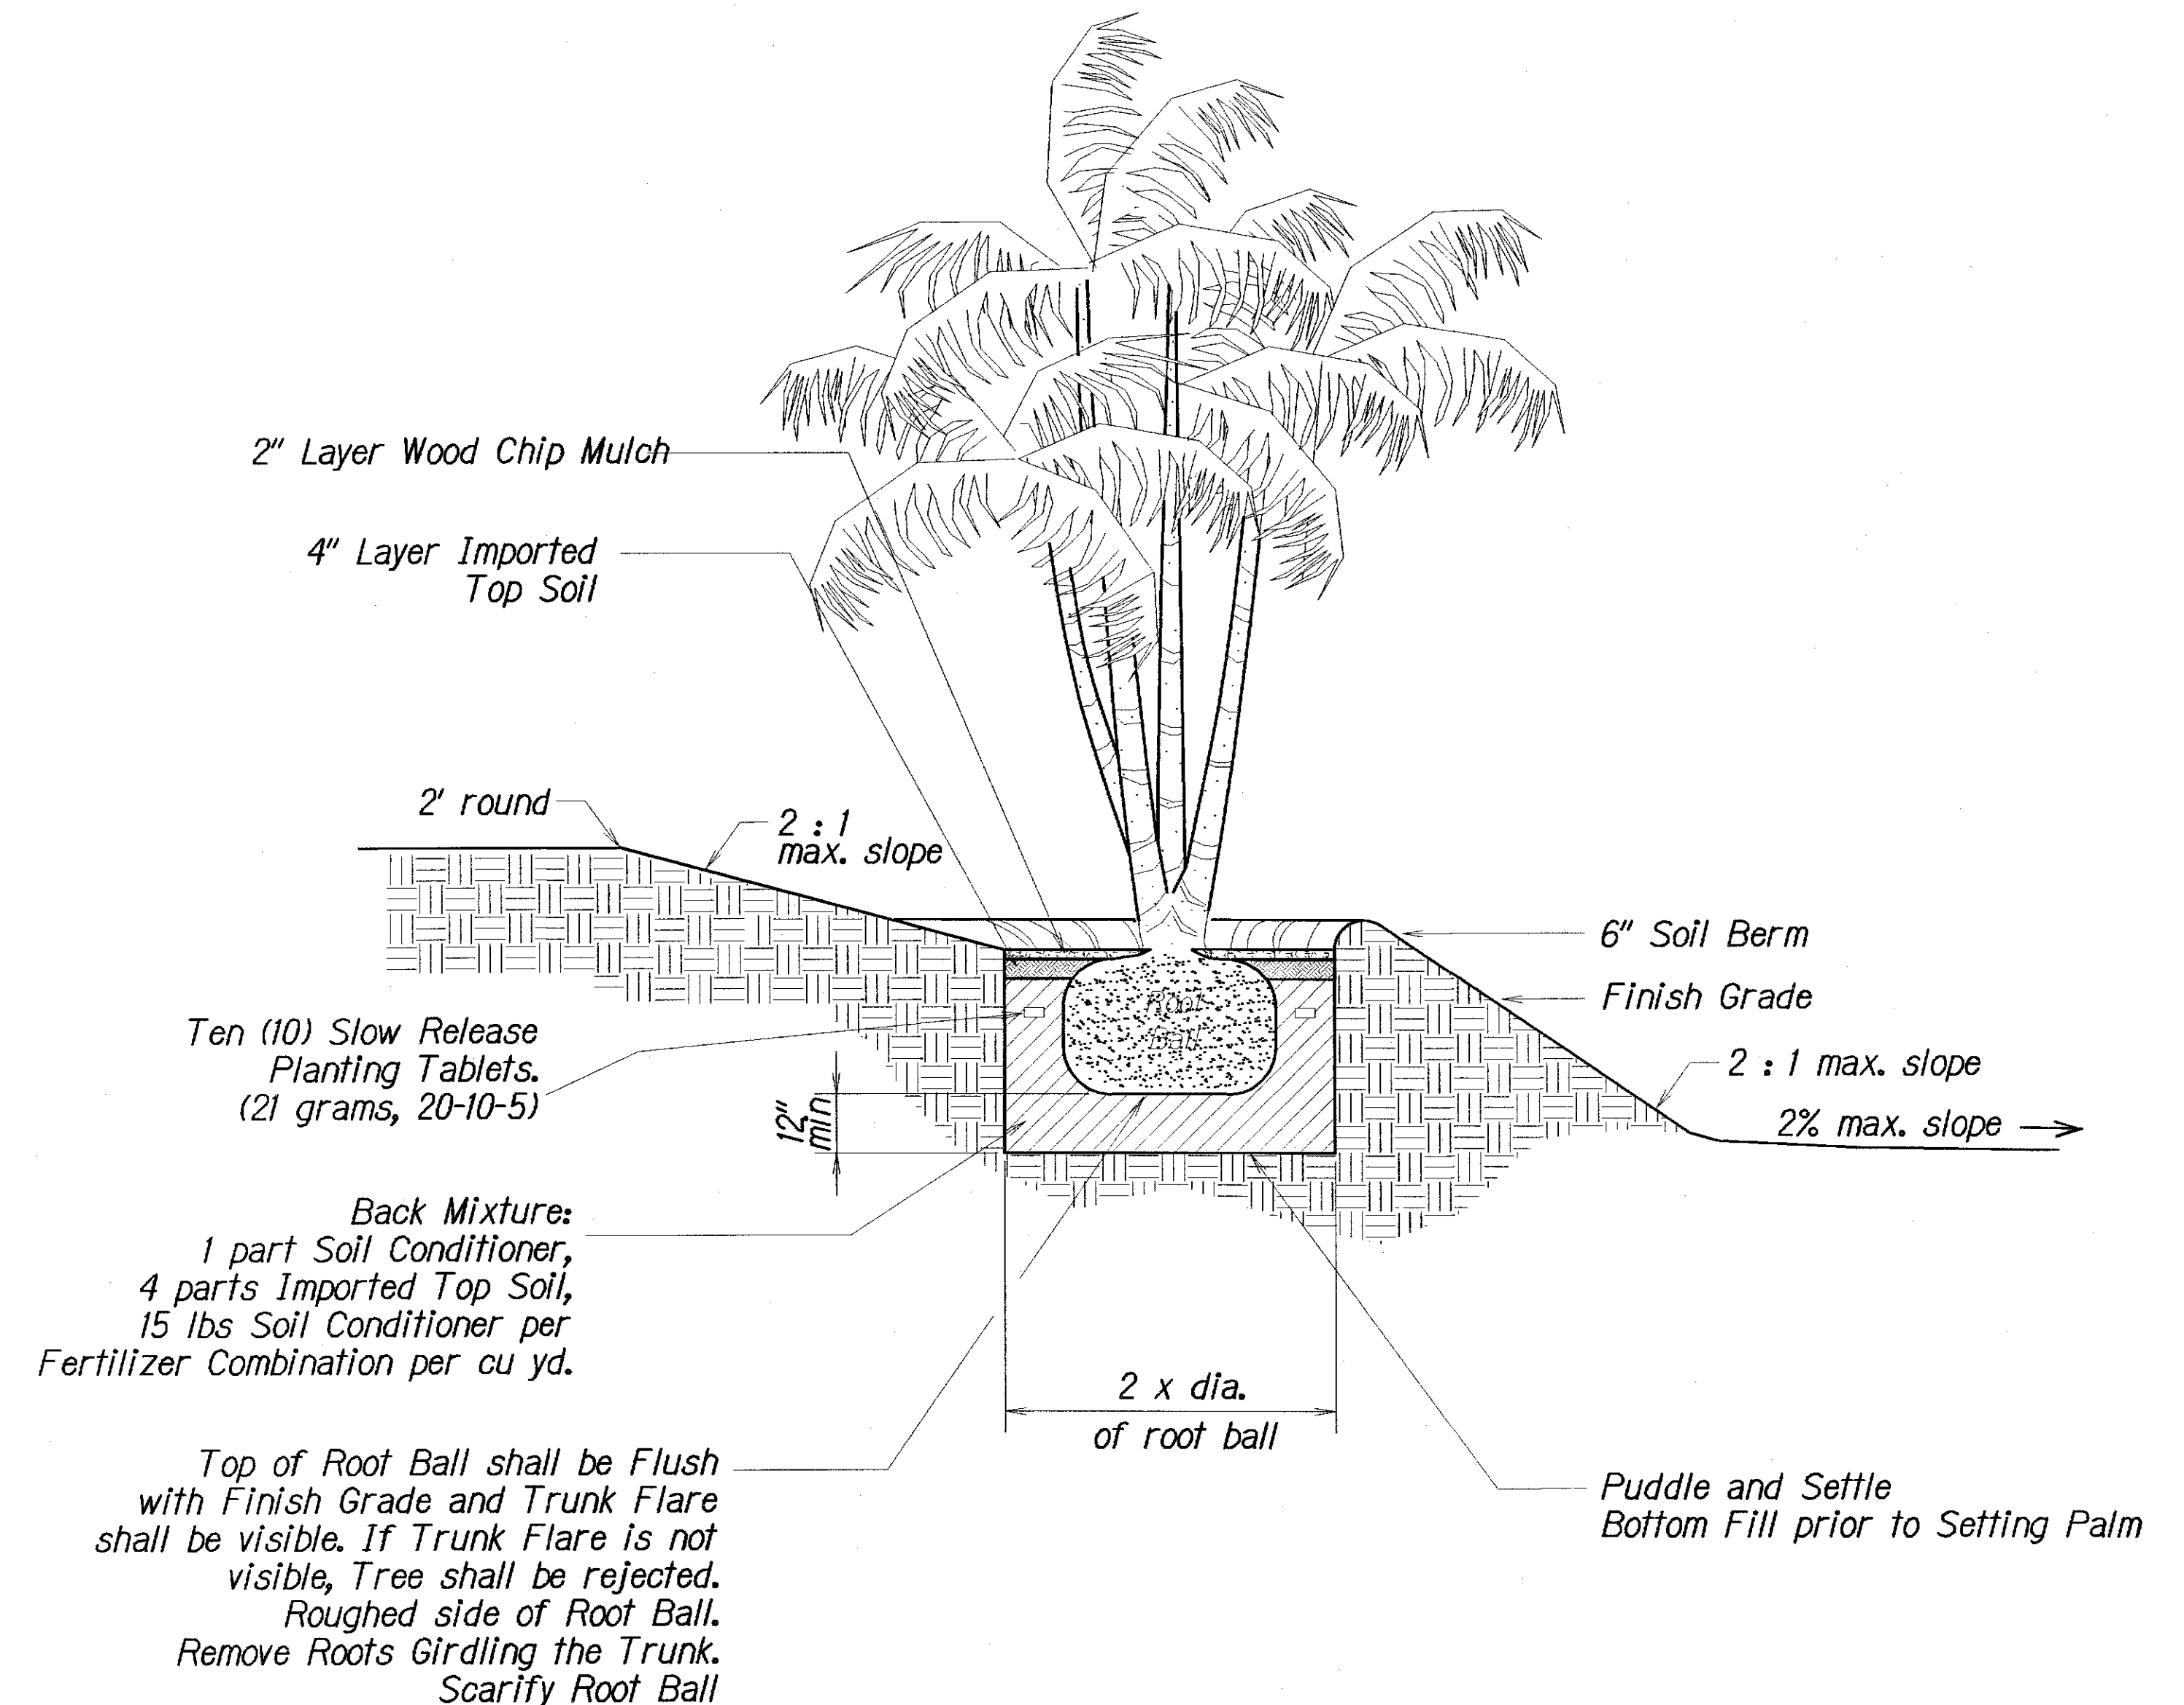 2" Layer Wood Chip Mulch
4" Layer Imported
Top Soil
2' round
2 : 1
max. slope
6" Soil Berm
Finish Grade
2 : 1 max. slope
2% max. slope
Root
Ball
Ten (10) Slow Release
Planting Tablets.
(21 grams, 20-10-5)
12"
min
Back Mixture:
1 part Soil Conditioner,
4 parts Imported Top Soil,
15 lbs Soil Conditioner per
Fertilizer Combination per cu yd.
2 x dia.
of root ball
Top of Root Ball shall be Flush
with Finish Grade and Trunk Flare
shall be visible. If Trunk Flare is not
visible, Tree shall be rejected.
Roughed side of Root Ball.
Remove Roots Girdling the Trunk.
Scarify Root Ball
Puddle and Settle
Bottom Fill prior to Setting Palm